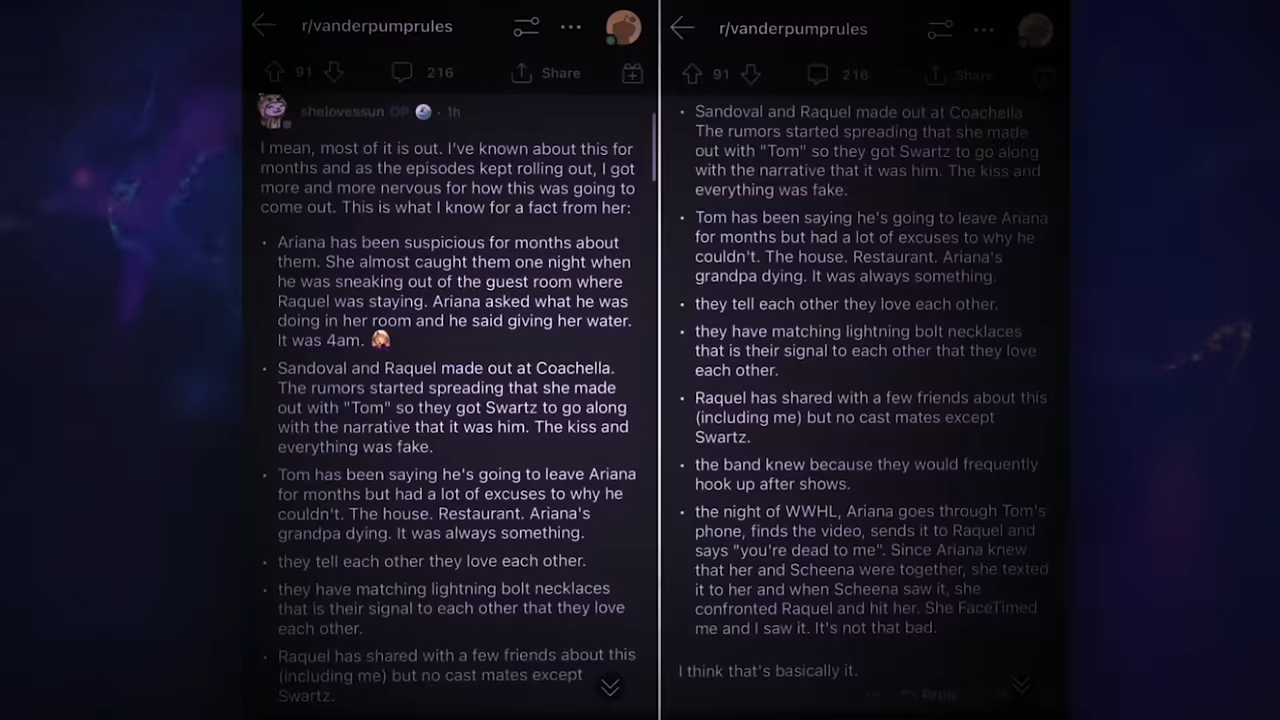 r/vanderpumprules
91
216
Share
shelovessun OP · 1h
I mean, most of it is out. I've known about this for
months and as the episodes kept rolling out, I got
more and more nervous for how this was going to
come out. This is what I know for a fact from her:
• Ariana has been suspicious for months about
them. She almost caught them one night when
he was sneaking out of the guest room where
Raquel was staying. Ariana asked what he was
doing in her room and he said giving her water.
It was 4am.
• Sandoval and Raquel made out at Coachella.
The rumors started spreading that she made
out with "Tom" so they got Swartz to go along
with the narrative that it was him. The kiss and
everything was fake.
• Tom has been saying he's going to leave Ariana
for months but had a lot of excuses to why he
couldn't. The house. Restaurant. Ariana's
grandpa dying. It was always something.
• they tell each other they love each other.
• they have matching lightning bolt necklaces
that is their signal to each other that they love
each other.
• Raquel has shared with a few friends about this
(including me) but no cast mates except
Swartz.
r/vanderpumprules
91
216
Share
• Sandoval and Raquel made out at Coachella
The rumors started spreading that she made
out with "Tom" so they got Swartz to go along
with the narrative that it was him. The kiss and
everything was fake.
• Tom has been saying he's going to leave Ariana
for months but had a lot of excuses to why he
couldn't. The house. Restaurant. Ariana's
grandpa dying. It was always something.
• they tell each other they love each other.
• they have matching lightning bolt necklaces
that is their signal to each other that they love
each other.
• Raquel has shared with a few friends about this
(including me) but no cast mates except
Swartz.
• the band knew because they would frequently
hook up after shows.
• the night of WWHL, Ariana goes through Tom's
phone, finds the video, sends it to Raquel and
says "you're dead to me". Since Ariana knew
that her and Scheena were together, she texted
it to her and when Scheena saw it, she
confronted Raquel and hit her. She FaceTimed
me and I saw it. It's not that bad.
I think that's basically it.
Reply